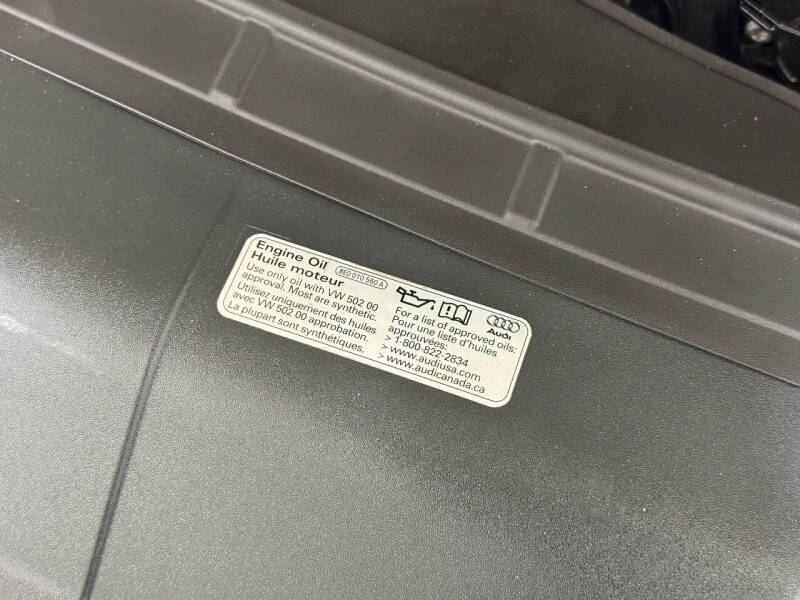 Engine Oil
Huile moteur
8E0 010 560 A
Use only oil with VW 502 00
approval. Most are synthetic.
Utilisez uniquement des huiles
avec VW 502 00 approbation.
La plupart sont synthétiques.
Audi
For a list of approved oils:
Pour une liste d'huiles
approuvées:
> 1-800-822-2834
> www.audiusa.com
> www.audicanada.ca